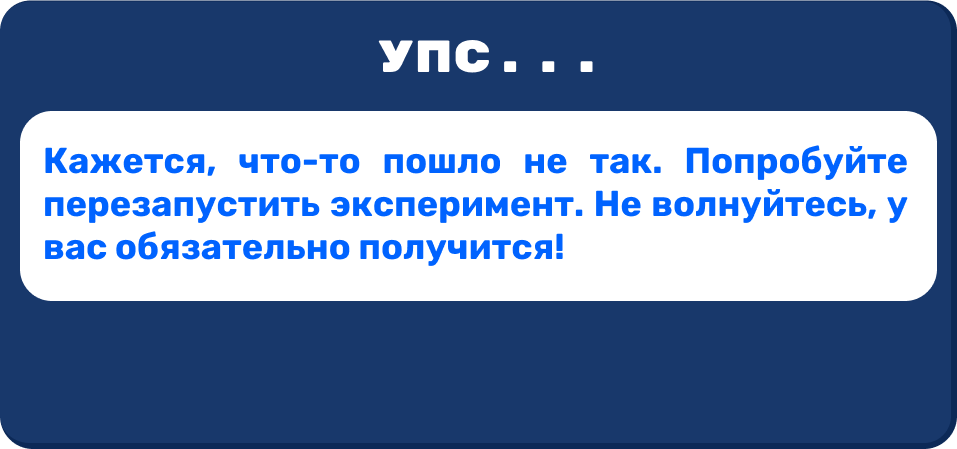 УПС...
Кажется, что-то пошло не так. Попробуйте
перезапустить эксперимент. Не волнуйтесь, у
вас обязательно получится!